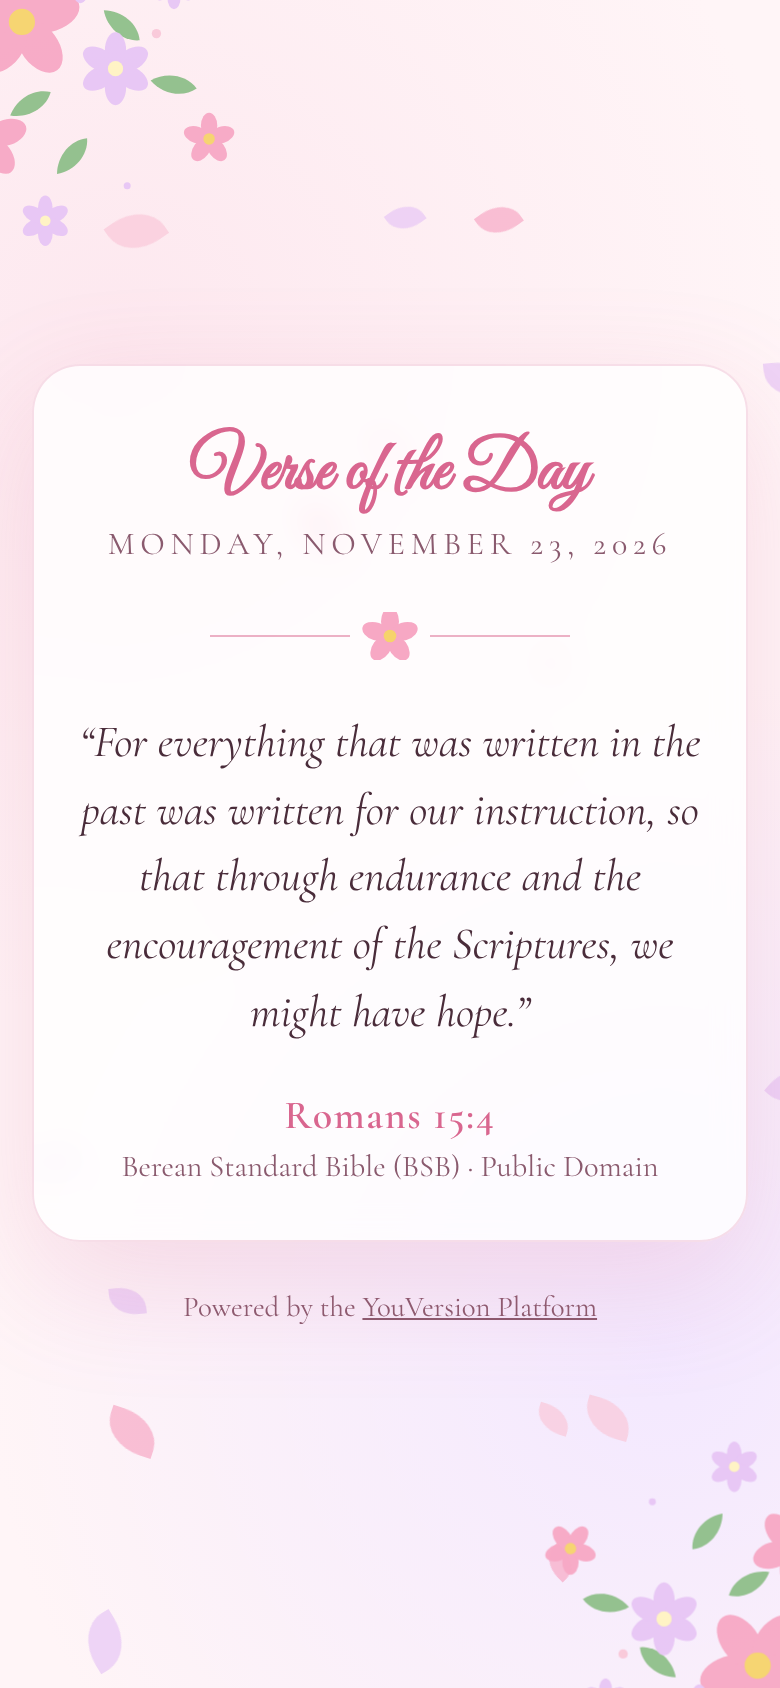 Verse of the Day
MONDAY, NOVEMBER 23, 2026
“For everything that was written in the
past was written for our instruction, so
that through endurance and the
encouragement of the Scriptures, we
might have hope.”
Romans 15:4
Berean Standard Bible (BSB) · Public Domain
Powered by the YouVersion Platform